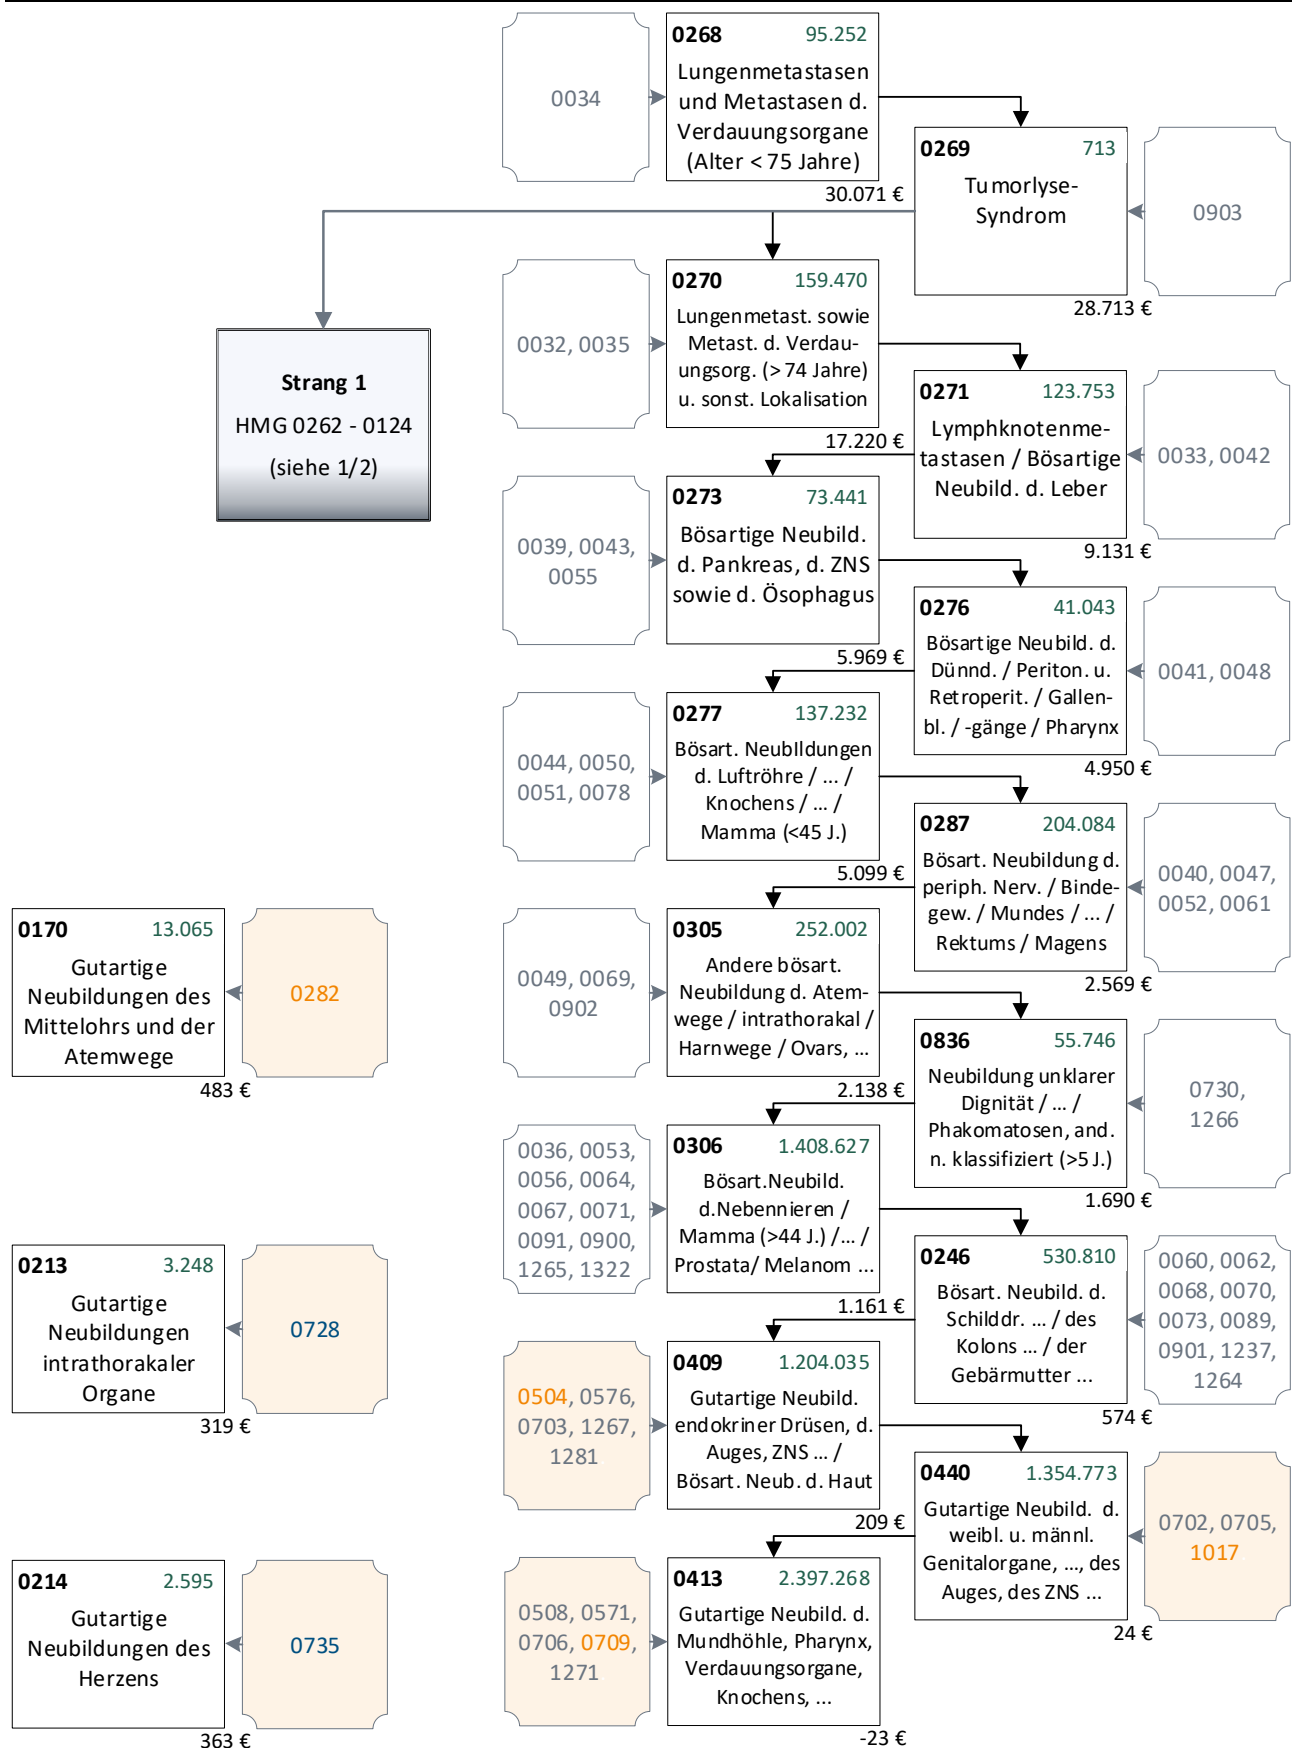 0268 95.252
Lungenmetastasen
und Metastasen d.
Verdauungsorgane
(Alter < 75 Jahre)
0034
30.071 €
0269 713
Tumorlyse-
Syndrom
0903
28.713 €
0270 159.470
Lungenmetast. sowie
Metast. d. Verdau-
ungsorg. (> 74 Jahre)
u. sonst. Lokalisation
0032, 0035
17.220 €
Strang 1
HMG 0262 - 0124
(siehe 1/2)
0271 123.753
Lymphknotenme-
tastasen / Bösartige
Neubild. d. Leber
0033, 0042
9.131 €
0273 73.441
Bösartige Neubild.
d. Pankreas, d. ZNS
sowie d. Ösophagus
0039, 0043,
0055
5.969 €
0276 41.043
Bösartige Neubild. d.
Dünnd. / Periton. u.
Retroperit. / Gallen-
bl. / -gänge / Pharynx
0041, 0048
4.950 €
0277 137.232
Bösart. NeubIldungen
d. Luftröhre / ... /
Knochens / ... /
Mamma (<45 J.)
0044, 0050,
0051, 0078
5.099 €
0287 204.084
Bösart. Neubildung d.
periph. Nerv. / Binde-
gew. / Mundes / ... /
Rektums / Magens
0040, 0047,
0052, 0061
2.569 €
0170 13.065
Gutartige
Neubildungen des
Mittelohrs und der
Atemwege
0282
483 €
0305 252.002
Andere bösart.
Neubildung d. Atem-
wege / intrathorakal /
Harnwege / Ovars, ...
0049, 0069,
0902
2.138 €
0836 55.746
Neubildung unklarer
Dignität / ... /
Phakomatosen, and.
n. klassifiziert (>5 J.)
0730,
1266
1.690 €
0306 1.408.627
Bösart.Neubild.
d.Nebennieren /
Mamma (>44 J.) /... /
Prostata/ Melanom ...
0036, 0053,
0056, 0064,
0067, 0071,
0091, 0900,
1265, 1322
1.161 €
0213 3.248
Gutartige
Neubildungen
intrathorakaler
Organe
0728
319 €
0246 530.810
Bösart. Neubild. d.
Schilddr. ... / des
Kolons ... / der
Gebärmutter ...
0060, 0062,
0068, 0070,
0073, 0089,
0901, 1237,
1264
574 €
0409 1.204.035
Gutartige Neubild.
endokriner Drüsen, d.
Auges, ZNS ... /
Bösart. Neub. d. Haut
0504, 0576,
0703, 1267,
1281
209 €
0440 1.354.773
Gutartige Neubild. d.
weibl. u. männl.
Genitalorgane, ..., des
Auges, des ZNS ...
0702, 0705,
1017
24 €
0214 2.595
Gutartige
Neubildungen des
Herzens
0735
363 €
0413 2.397.268
Gutartige Neubild. d.
Mundhöhle, Pharynx,
Verdauungsorgane,
Knochens, ...
0508, 0571,
0706, 0709,
1271
-23 €